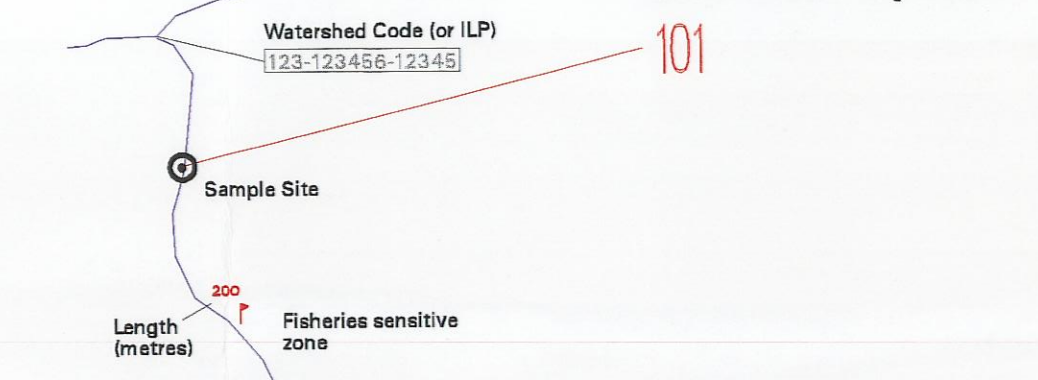 Watershed Code (or ILP)
123-123456-12345
101
Sample Site
200
Length
(metres)
Fisheries sensitive
zone